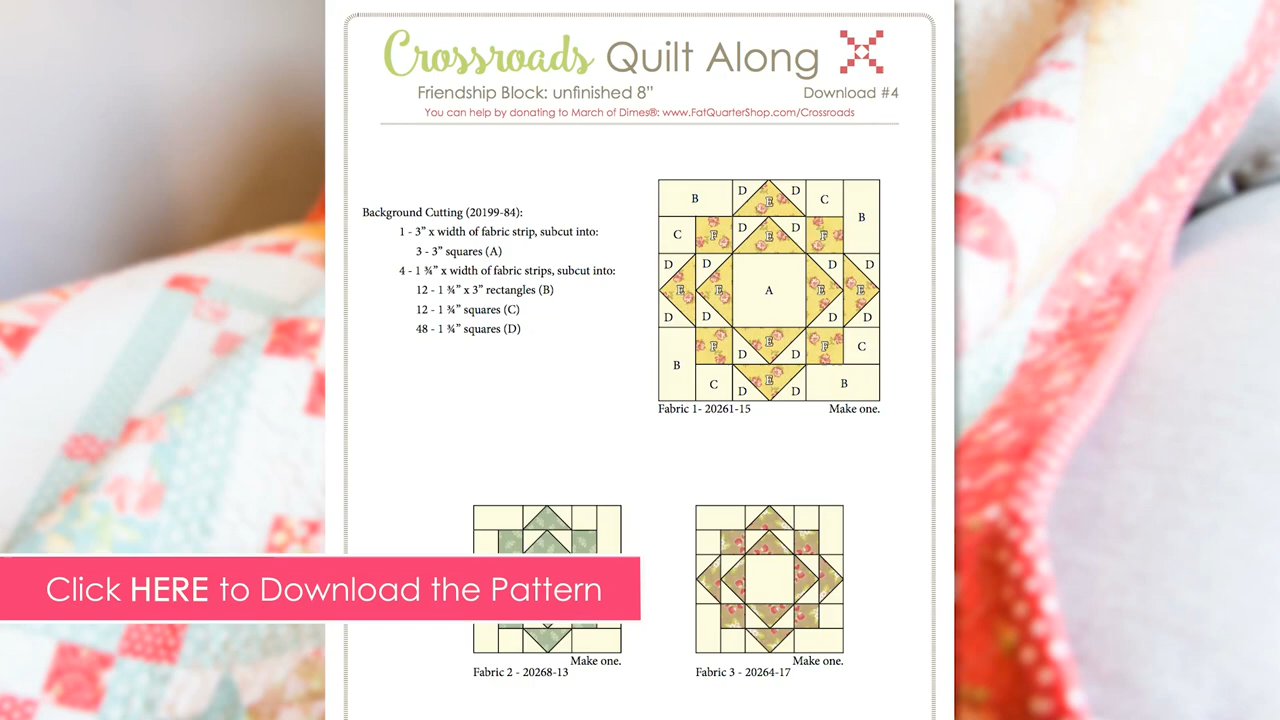 Crossroads Quilt Along
Friendship Block: unfinished 8” Download #4
You can help by donating to March of Dimes®: www.FatQuarterShop.com/Crossroads
Background Cutting (20199-84):
1 - 3” x width of fabric strip, subcut into:
5 - 3” squares (A)
4 - 1 ¾” x width of fabric strips, subcut into:
12 - 1 ¾” x 3” rectangles (B)
12 - 1 ¾” squares (C)
48 - 1 ¾” squares (D)
D D
B E C
B
D D
C F E F
D D D D
E E A E E
D D D D
F E F C
D D
B
C D E D B
Fabric 1- 20261-15 Make one.
Click HERE to Download the Pattern
Make one. Make one.
Fabric 2 - 20268-13 Fabric 3 - 20264-17